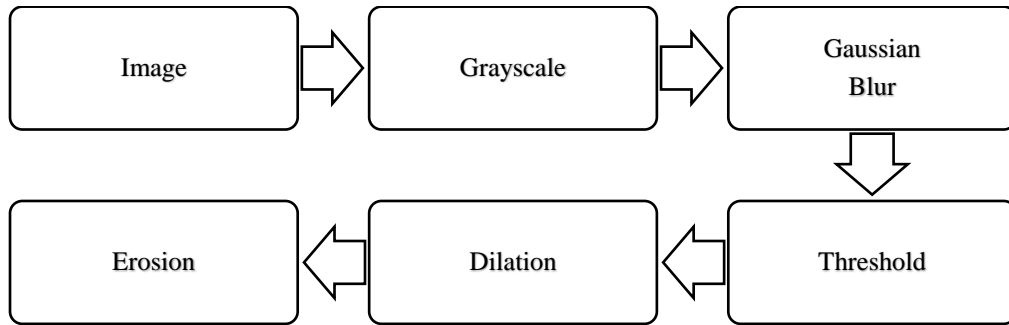 Image
Grayscale
Gaussian
Blur
Threshold
Dilation
Erosion